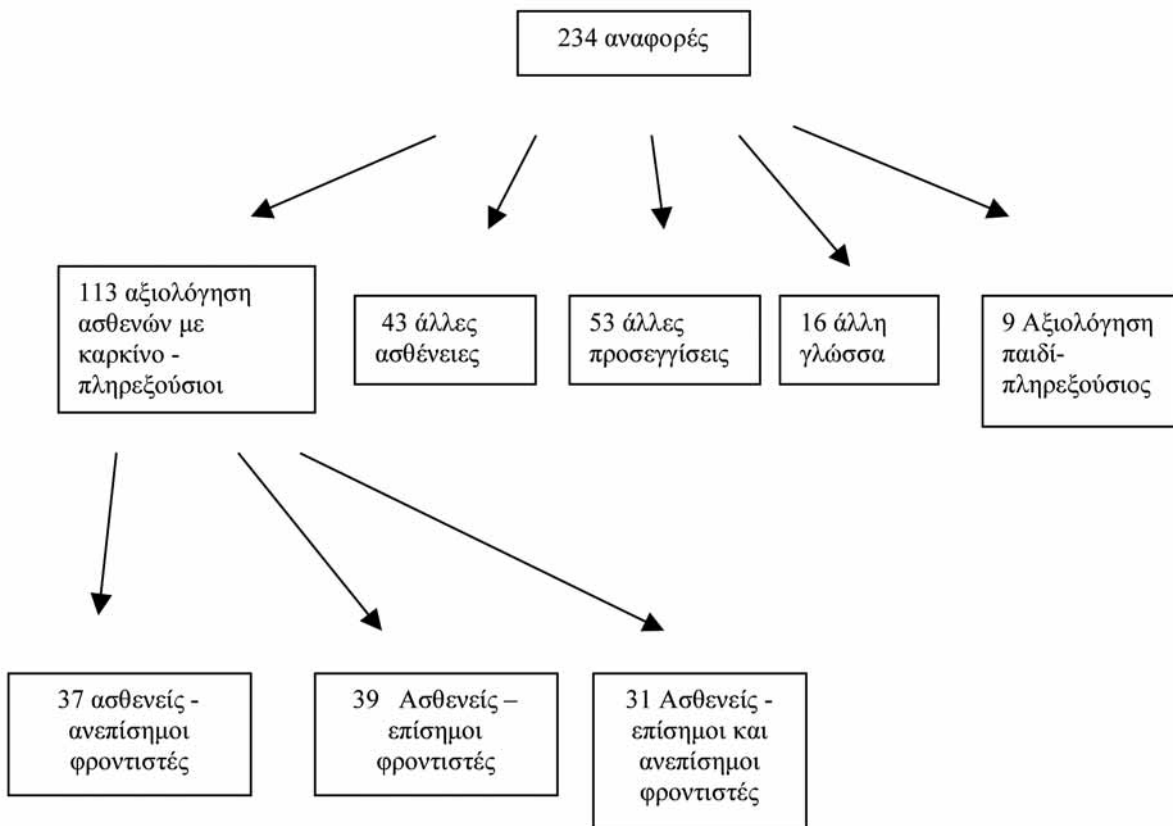 234 αναφορές
113 αξιολόγηση
ασθενών με
καρκίνο -
πληρεξούσιοι
43 άλλες
ασθένειες
53 άλλες
προσεγγίσεις
16 άλλη
γλώσσα
9 Αξιολόγηση
παιδί-
πληρεξούσιος
37 ασθενείς -
ανεπίσημοι
φροντιστές
39 Ασθενείς –
επίσημοι
φροντιστές
31 Ασθενείς -
επίσημοι και
ανεπίσημοι
φροντιστές